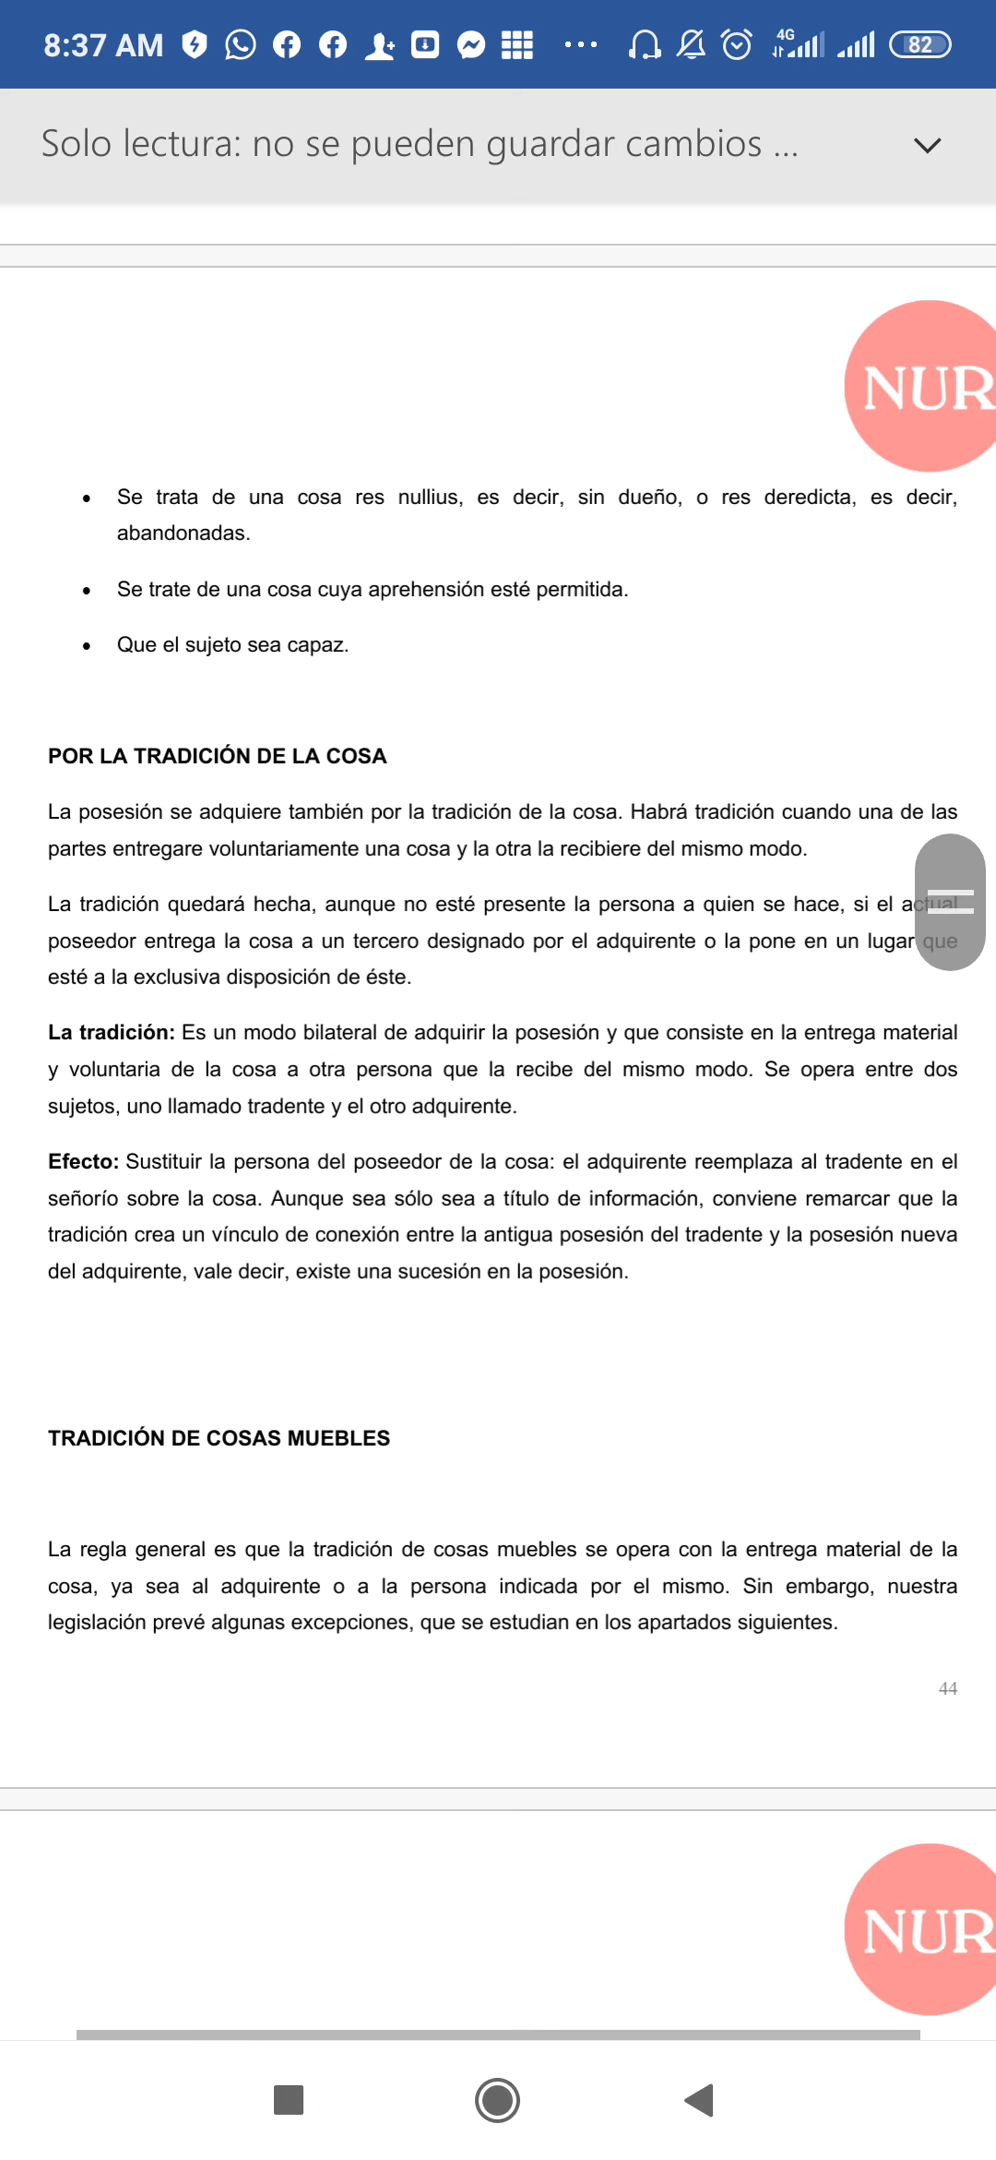 8:37 AM
4G
82
Solo lectura: no se pueden guardar cambios ...
NUR
• Se trata de una cosa res nullius, es decir, sin dueño, o res deredicta, es decir,
abandonadas.
• Se trate de una cosa cuya aprehensión esté permitida.
• Que el sujeto sea capaz.
POR LA TRADICIÓN DE LA COSA
La posesión se adquiere también por la tradición de la cosa. Habrá tradición cuando una de las
partes entregare voluntariamente una cosa y la otra la recibiere del mismo modo.
La tradición quedará hecha, aunque no esté presente la persona a quien se hace, si el actual
poseedor entrega la cosa a un tercero designado por el adquirente o la pone en un lugar que
esté a la exclusiva disposición de éste.
La tradición: Es un modo bilateral de adquirir la posesión y que consiste en la entrega material
y voluntaria de la cosa a otra persona que la recibe del mismo modo. Se opera entre dos
sujetos, uno llamado tradente y el otro adquirente.
Efecto: Sustituir la persona del poseedor de la cosa: el adquirente reemplaza al tradente en el
señorío sobre la cosa. Aunque sea sólo sea a título de información, conviene remarcar que la
tradición crea un vínculo de conexión entre la antigua posesión del tradente y la posesión nueva
del adquirente, vale decir, existe una sucesión en la posesión.
TRADICIÓN DE COSAS MUEBLES
La regla general es que la tradición de cosas muebles se opera con la entrega material de la
cosa, ya sea al adquirente o a la persona indicada por el mismo. Sin embargo, nuestra
legislación prevé algunas excepciones, que se estudian en los apartados siguientes.
44
NUR